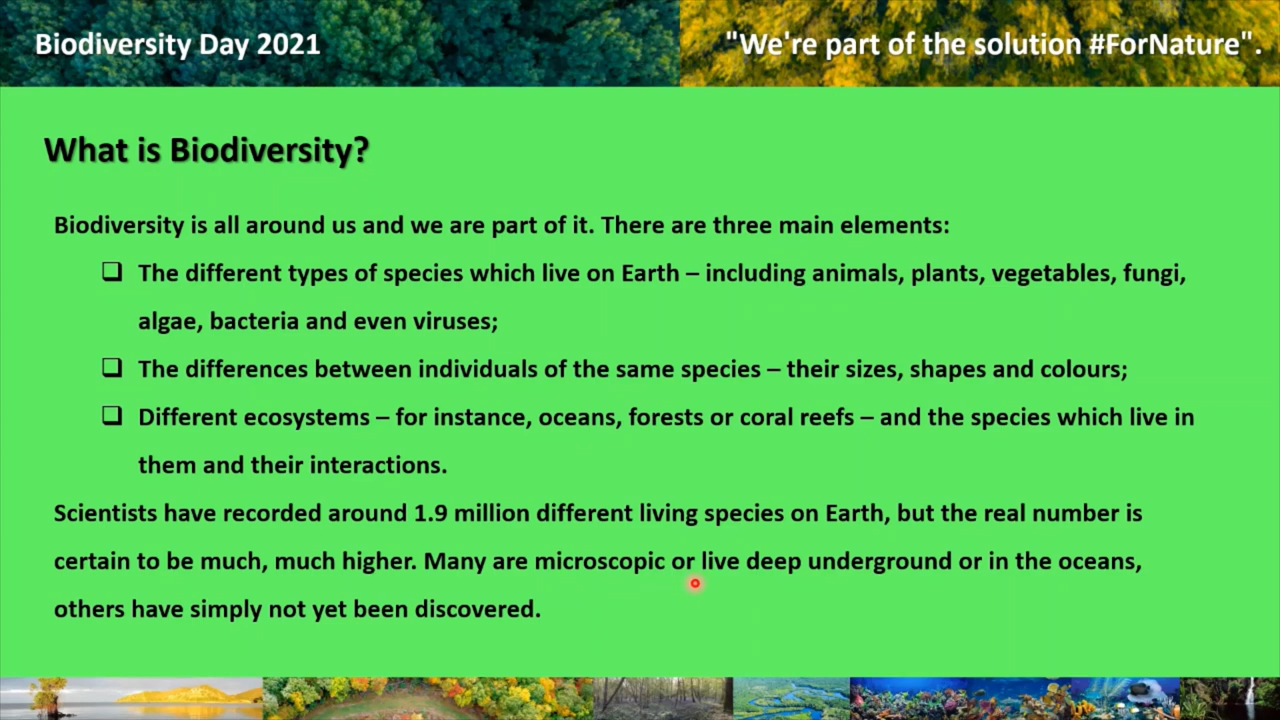 Biodiversity Day 2021
"We're part of the solution #ForNature".
What is Biodiversity?
Biodiversity is all around us and we are part of it. There are three main elements:
❑ The different types of species which live on Earth – including animals, plants, vegetables, fungi,
algae, bacteria and even viruses;
❑ The differences between individuals of the same species – their sizes, shapes and colours;
❑ Different ecosystems – for instance, oceans, forests or coral reefs – and the species which live in
them and their interactions.
Scientists have recorded around 1.9 million different living species on Earth, but the real number is
certain to be much, much higher. Many are microscopic or live deep underground or in the oceans,
others have simply not yet been discovered.